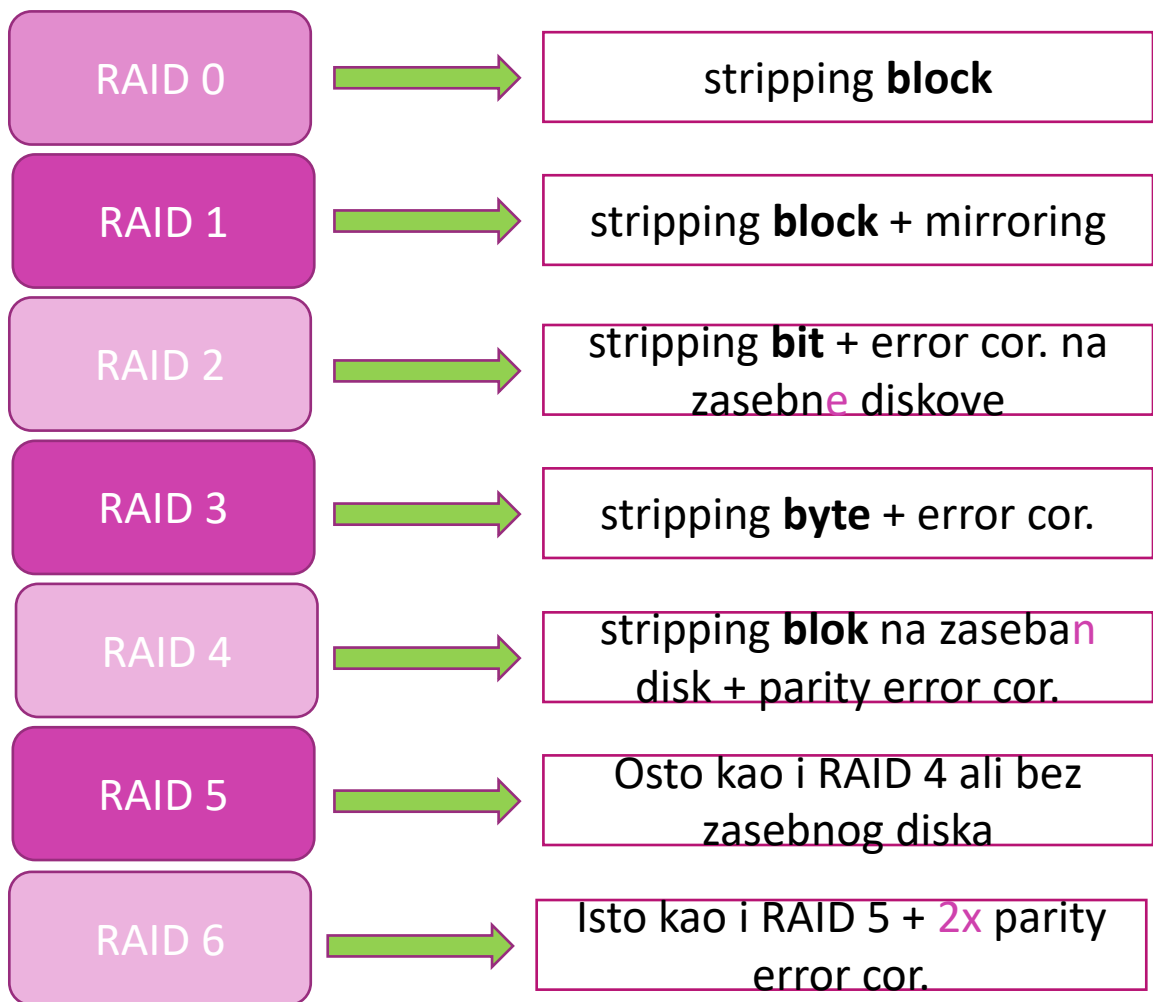 RAID 0
stripping block
RAID 1
stripping block + mirroring
RAID 2
stripping bit + error cor. na
zasebne diskove
RAID 3
stripping byte + error cor.
RAID 4
stripping blok na zaseban
disk + parity error cor.
RAID 5
Osto kao i RAID 4 ali bez
zasebnog diska
RAID 6
Isto kao i RAID 5 + 2x parity
error cor.